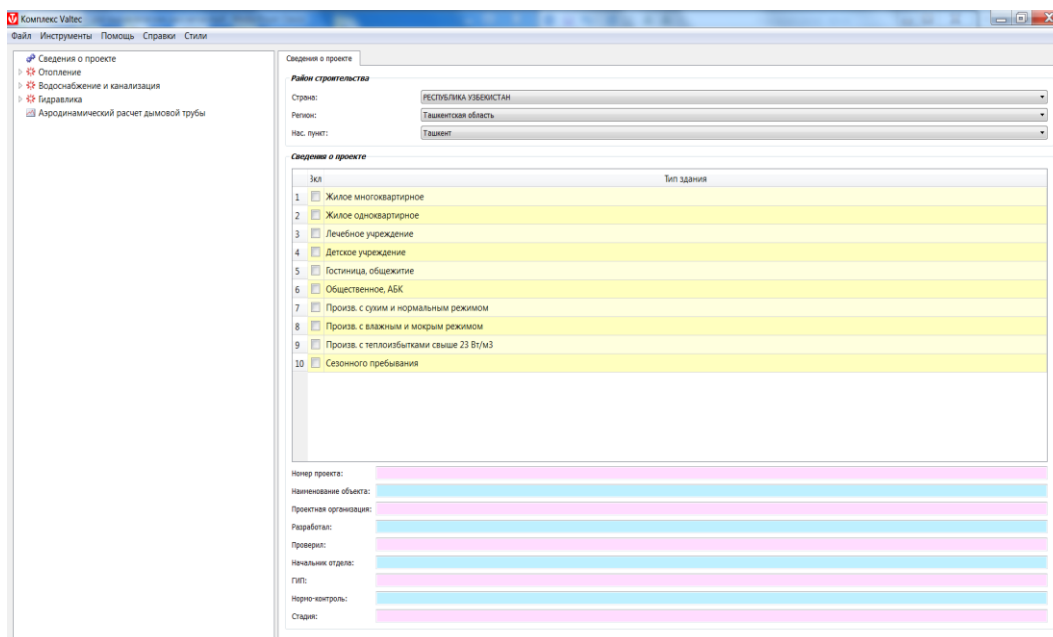 Комплекс Valtec
Файл Инструменты Помощь Справки Стили
Сведения о проекте
Отопление
Водоснабжение и канализация
Гидравлика
Аэродинамический расчет дымовой трубы
Сведения о проекте
Район строительства
Страна: РЕСПУБЛИКА УЗБЕКИСТАН
Регион: Ташкентская область
Нас. пункт: Ташкент
Сведения о проекте
Зкл Тип здания
1 Жилое многоквартирное
2 Жилое одноквартирное
3 Лечебное учреждение
4 Детское учреждение
5 Гостиница, общежитие
6 Общественное, АБК
7 Произв. с сухим и нормальным режимом
8 Произв. с влажным и мокрым режимом
9 Произв. с теплоизбытками свыше 23 Вт/м3
10 Сезонного пребывания
Номер проекта:
Наименование объекта:
Проектная организация:
Разработал:
Проверил:
Начальник отдела:
ГИП:
Нормо-контроль:
Стадия: